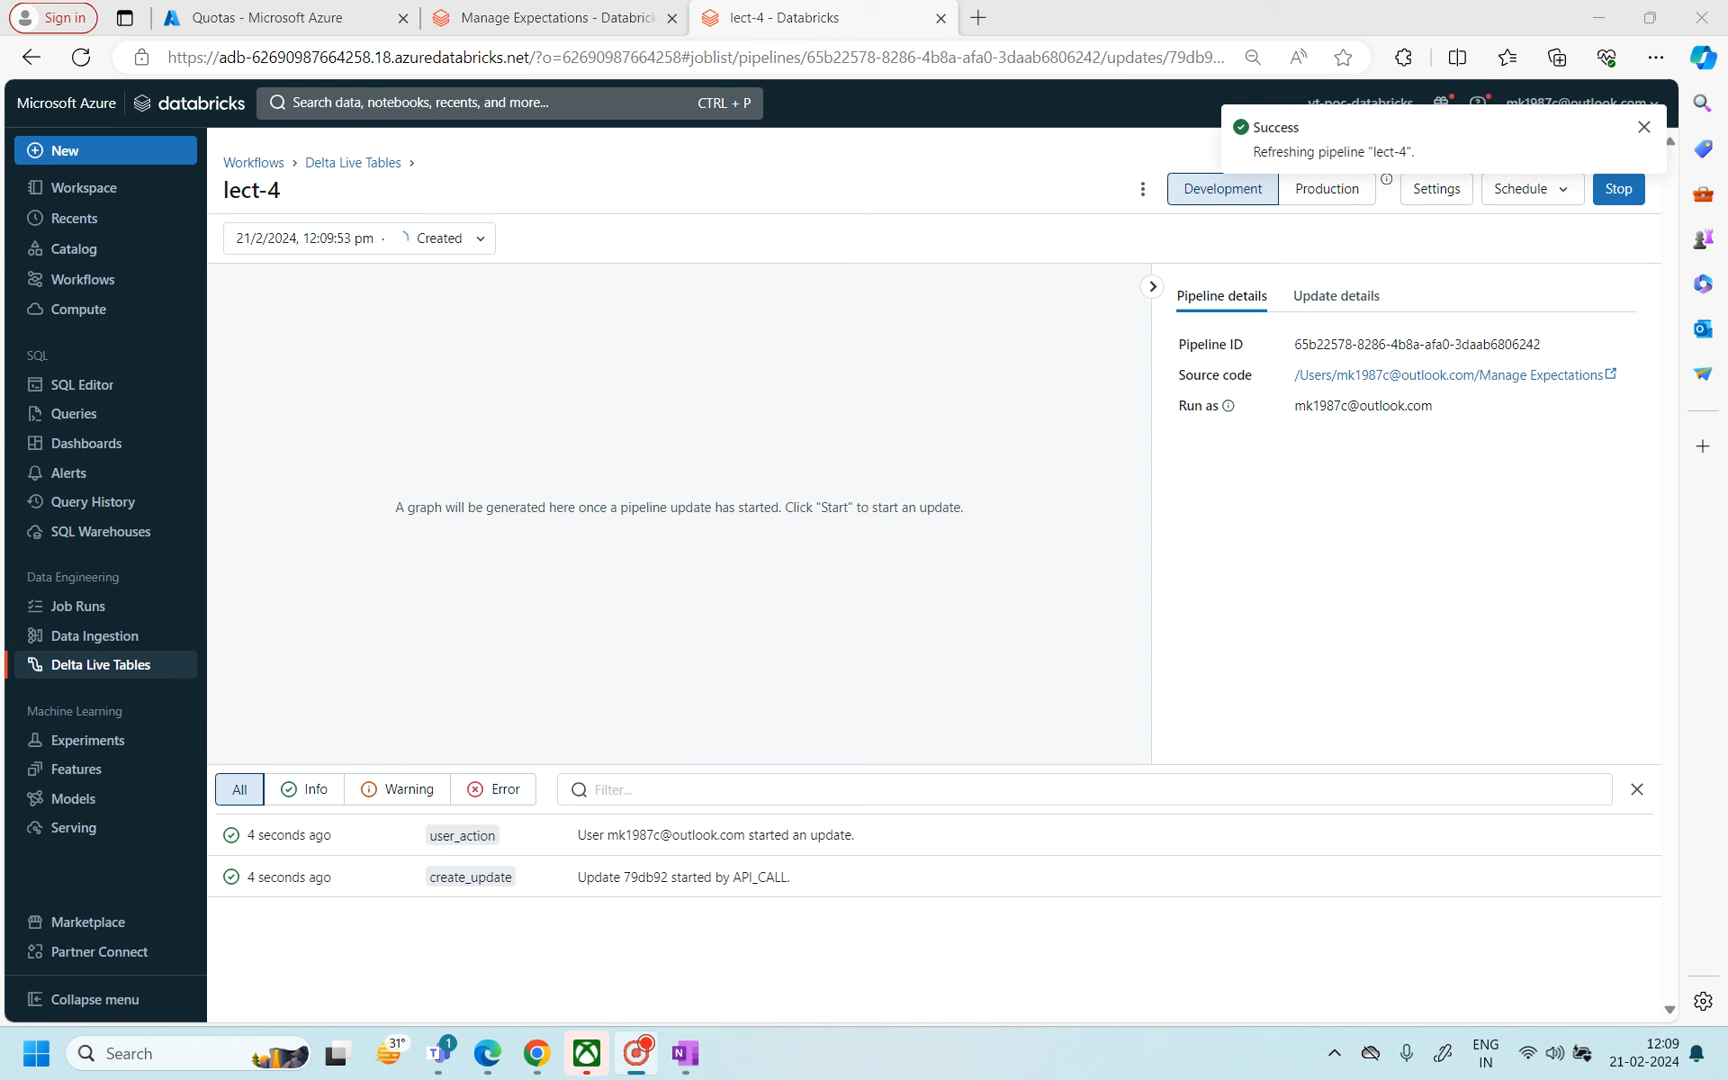 Sign in
Quotas - Microsoft Azure
Manage Expectations - Databric
lect-4 - Databricks
https://adb-62690987664258.18.azuredatabricks.net/?o=62690987664258#joblist/pipelines/65b22578-8286-4b8a-afa0-3daab6806242/updates/79db9...
Microsoft Azure
databricks
Search data, notebooks, recents, and more...
CTRL + P
yt-poc-databricks
mk1987c@outlook.com
Success
Refreshing pipeline "lect-4".
New
Workspace
Recents
Catalog
Workflows
Compute
SQL
SQL Editor
Queries
Dashboards
Alerts
Query History
SQL Warehouses
Data Engineering
Job Runs
Data Ingestion
Delta Live Tables
Machine Learning
Experiments
Features
Models
Serving
Marketplace
Partner Connect
Collapse menu
Workflows › Delta Live Tables ›
lect-4
Development
Production
Settings
Schedule
Stop
21/2/2024, 12:09:53 pm · Created
A graph will be generated here once a pipeline update has started. Click "Start" to start an update.
Pipeline details
Update details
Pipeline ID 65b22578-8286-4b8a-afa0-3daab6806242
Source code /Users/mk1987c@outlook.com/Manage Expectations
Run as mk1987c@outlook.com
All
Info
Warning
Error
Filter...
4 seconds ago user_action User mk1987c@outlook.com started an update.
4 seconds ago create_update Update 79db92 started by API_CALL.
Search
31°
1
ENG
IN
12:09
21-02-2024